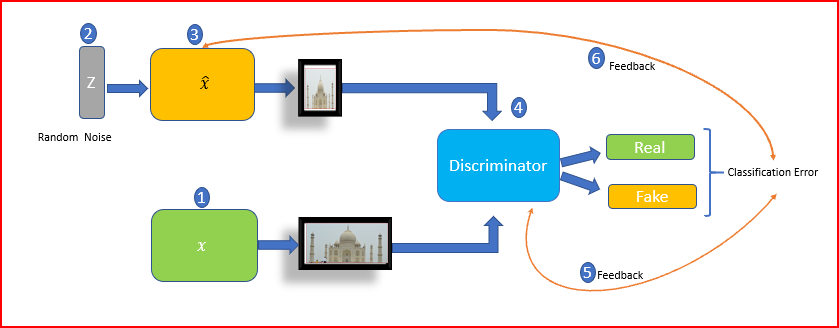 2
3
6
Feedback
Z
x̂
4
Random Noise
Real
Discriminator
Classification Error
Fake
1
x
5
Feedback